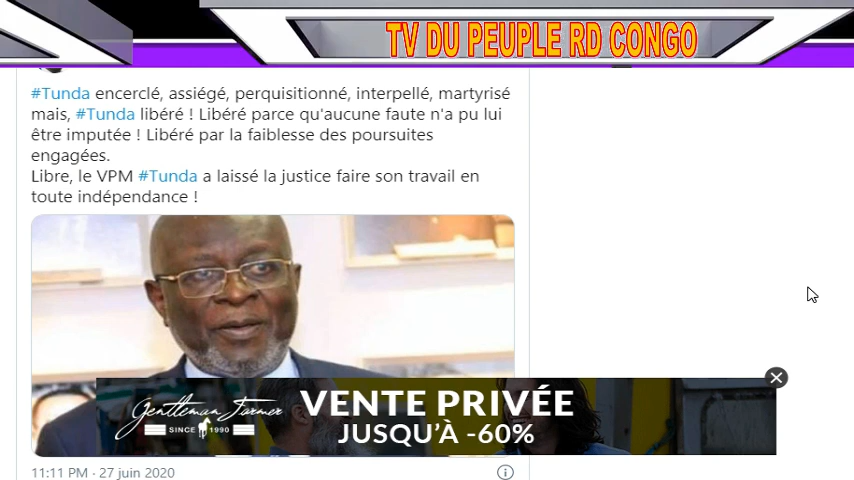 TV DU PEUPLE RD CONGO
#Tunda encerclé, assiégé, perquisitionné, interpellé, martyrisé
mais, #Tunda libéré ! Libéré parce qu'aucune faute n'a pu lui
être imputée ! Libéré par la faiblesse des poursuites
engagées.
Libre, le VPM #Tunda a laissé la justice faire son travail en
toute indépendance !
Gentleman Farmer
SINCE 1990
VENTE PRIVÉE
JUSQU'À -60%
11:11 PM · 27 juin 2020